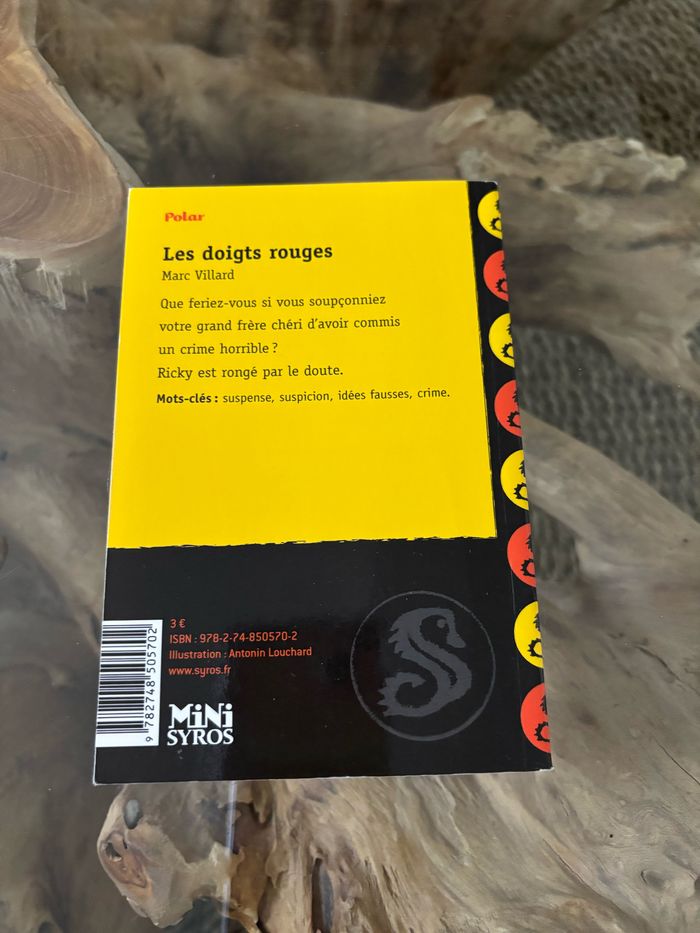 Polar
Les doigts rouges
Marc Villard
Que feriez-vous si vous soupçonniez
votre grand frère chéri d'avoir commis
un crime horrible ?
Ricky est rongé par le doute.
Mots-clés : suspense, suspicion, idées fausses, crime.
3 €
ISBN : 978-2-74-850570-2
Illustration : Antonin Louchard
www.syros.fr
MiNi
SYROS
9 782748 505702